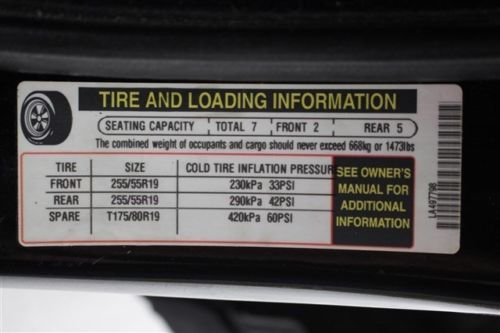 TIRE AND LOADING INFORMATION
SEATING CAPACITY TOTAL 7 FRONT 2 REAR 5
The combined weight of occupants and cargo should never exceed 668kg or 1473lbs
TIRE SIZE COLD TIRE INFLATION PRESSUR
FRONT 255/55R19 230kPa 33PSI
REAR 255/55R19 290kPa 42PSI
SPARE T175/80R19 420kPa 60PSI
SEE OWNER'S
MANUAL FOR
ADDITIONAL
INFORMATION
LA497798